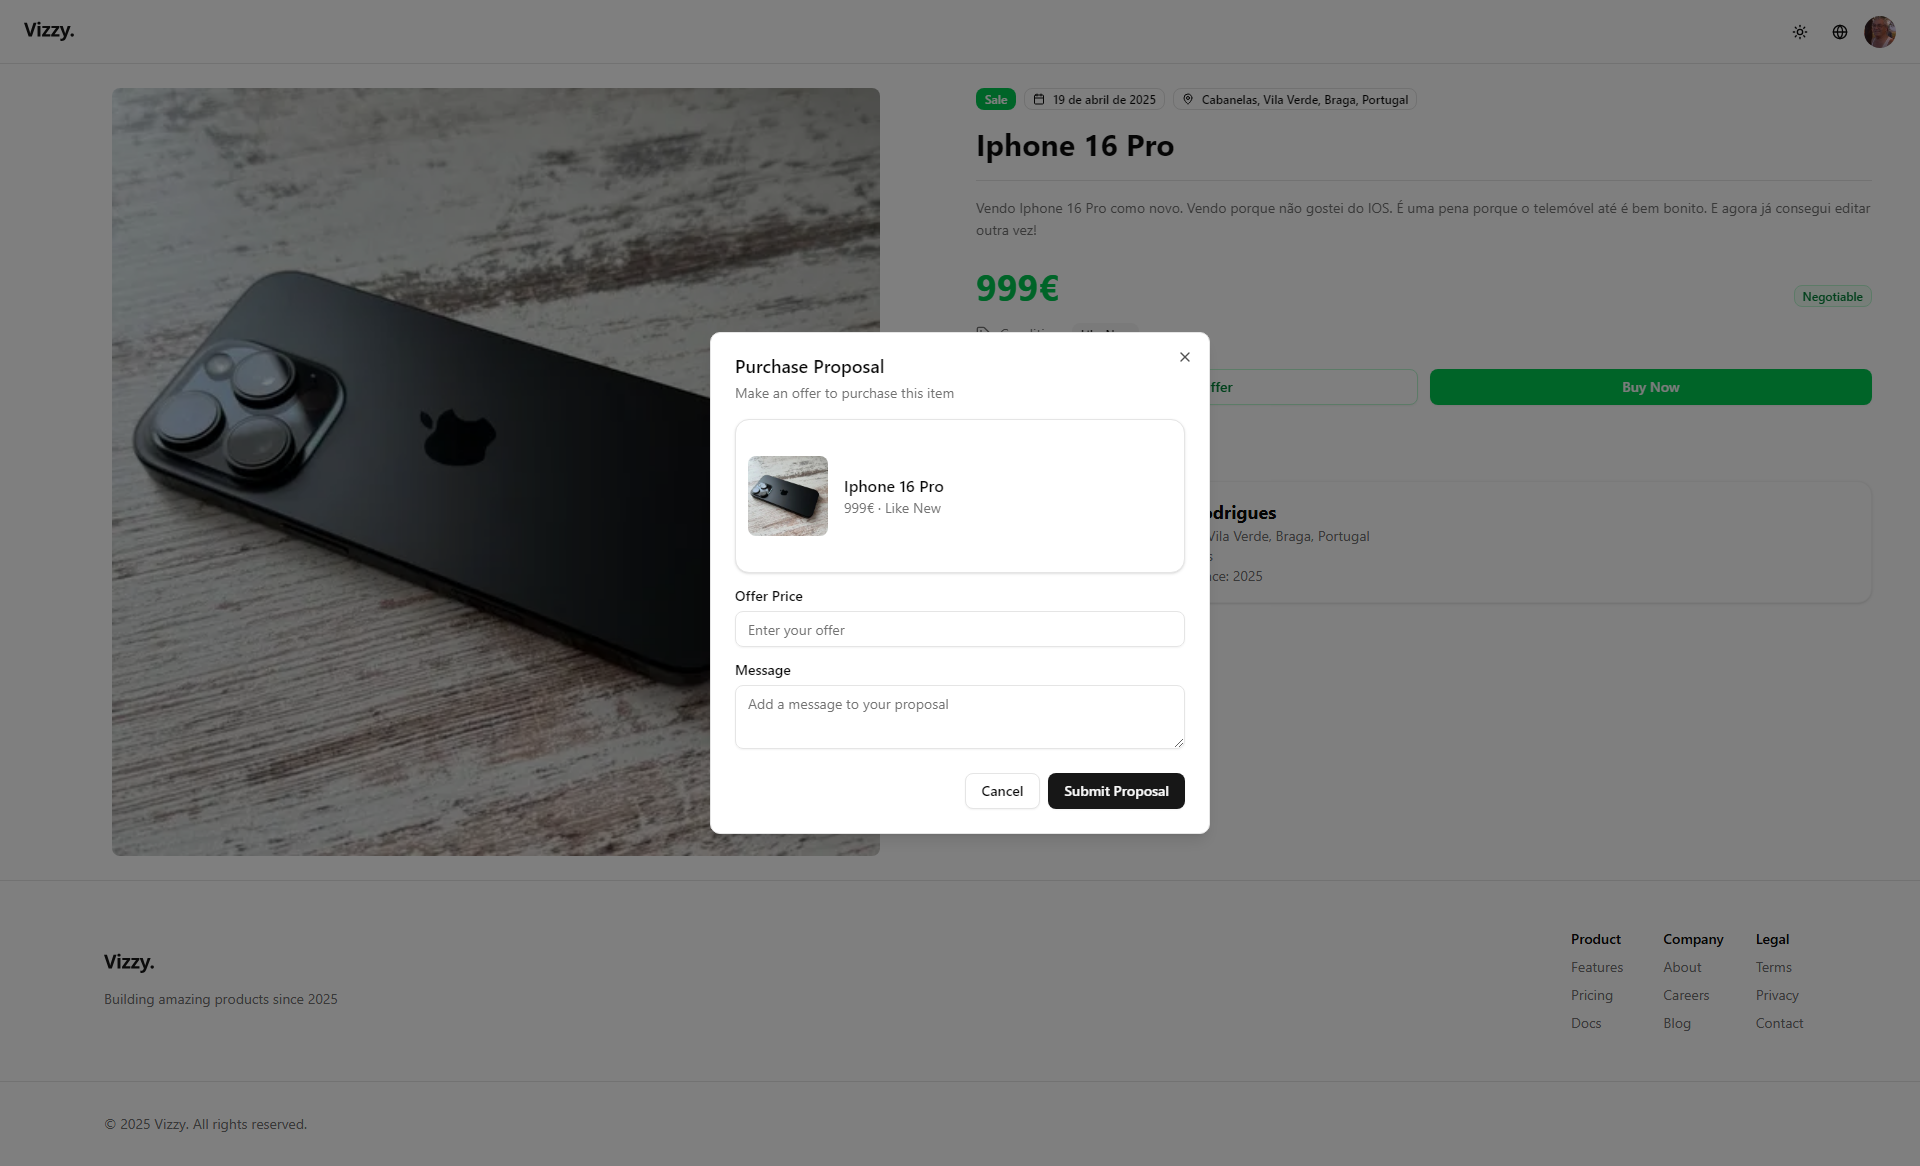 Vizzy.
Sale
19 de abril de 2025
Cabanelas, Vila Verde, Braga, Portugal
Iphone 16 Pro
Vendo Iphone 16 Pro como novo. Vendo porque não gostei do IOS. É uma pena porque o telemóvel até é bem bonito. E agora já consegui editar
outra vez!
999€
Negotiable
Buy Now
Vila Verde, Braga, Portugal
2025
Purchase Proposal
Make an offer to purchase this item
Iphone 16 Pro
999€ · Like New
Offer Price
Enter your offer
Message
Add a message to your proposal
Cancel
Submit Proposal
Vizzy.
Building amazing products since 2025
Product
Features
Pricing
Docs
Company
About
Careers
Blog
Legal
Terms
Privacy
Contact
© 2025 Vizzy. All rights reserved.